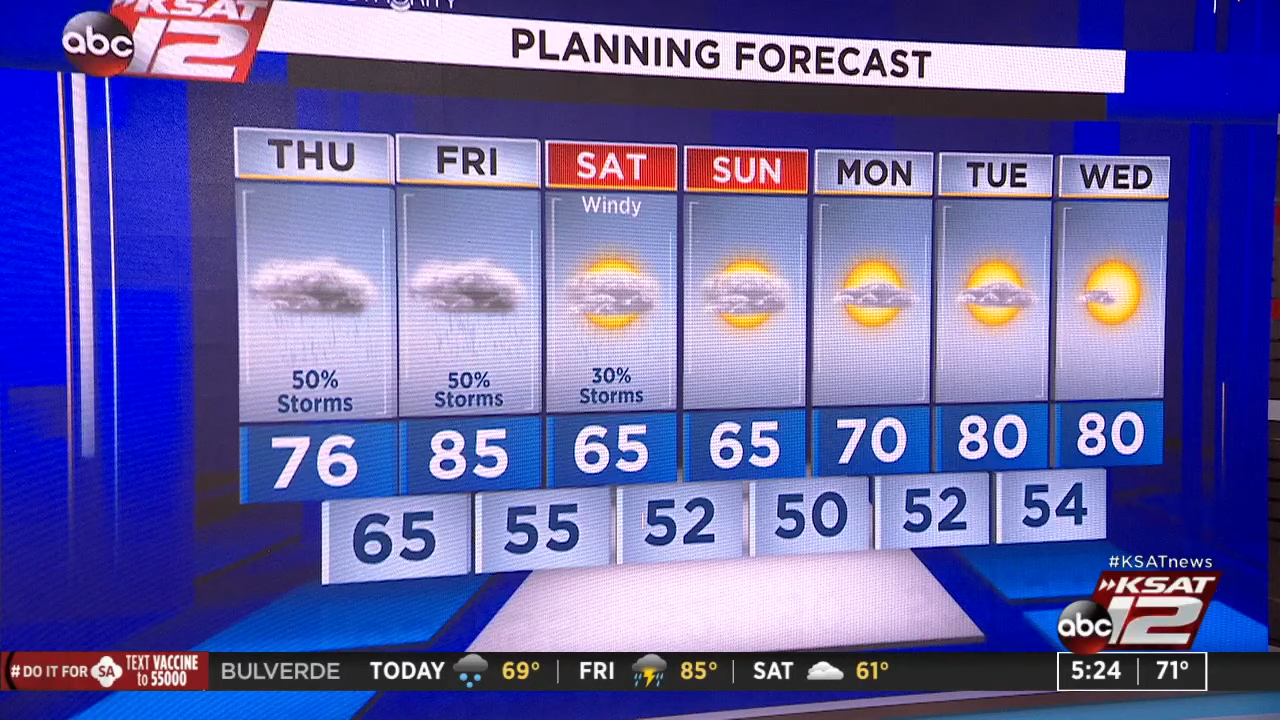 KSAT
abc 12
PLANNING FORECAST
THU FRI SAT SUN MON TUE WED
Windy
50% 50% 30%
Storms Storms Storms
76 85 65 65 70 80 80
65 55 52 50 52 54
#KSATnews
KSAT
abc 12
#DO IT FOR SA TEXT VACCINE to 55000 BULVERDE TODAY 69° FRI 85° SAT 61° 5:24 71°